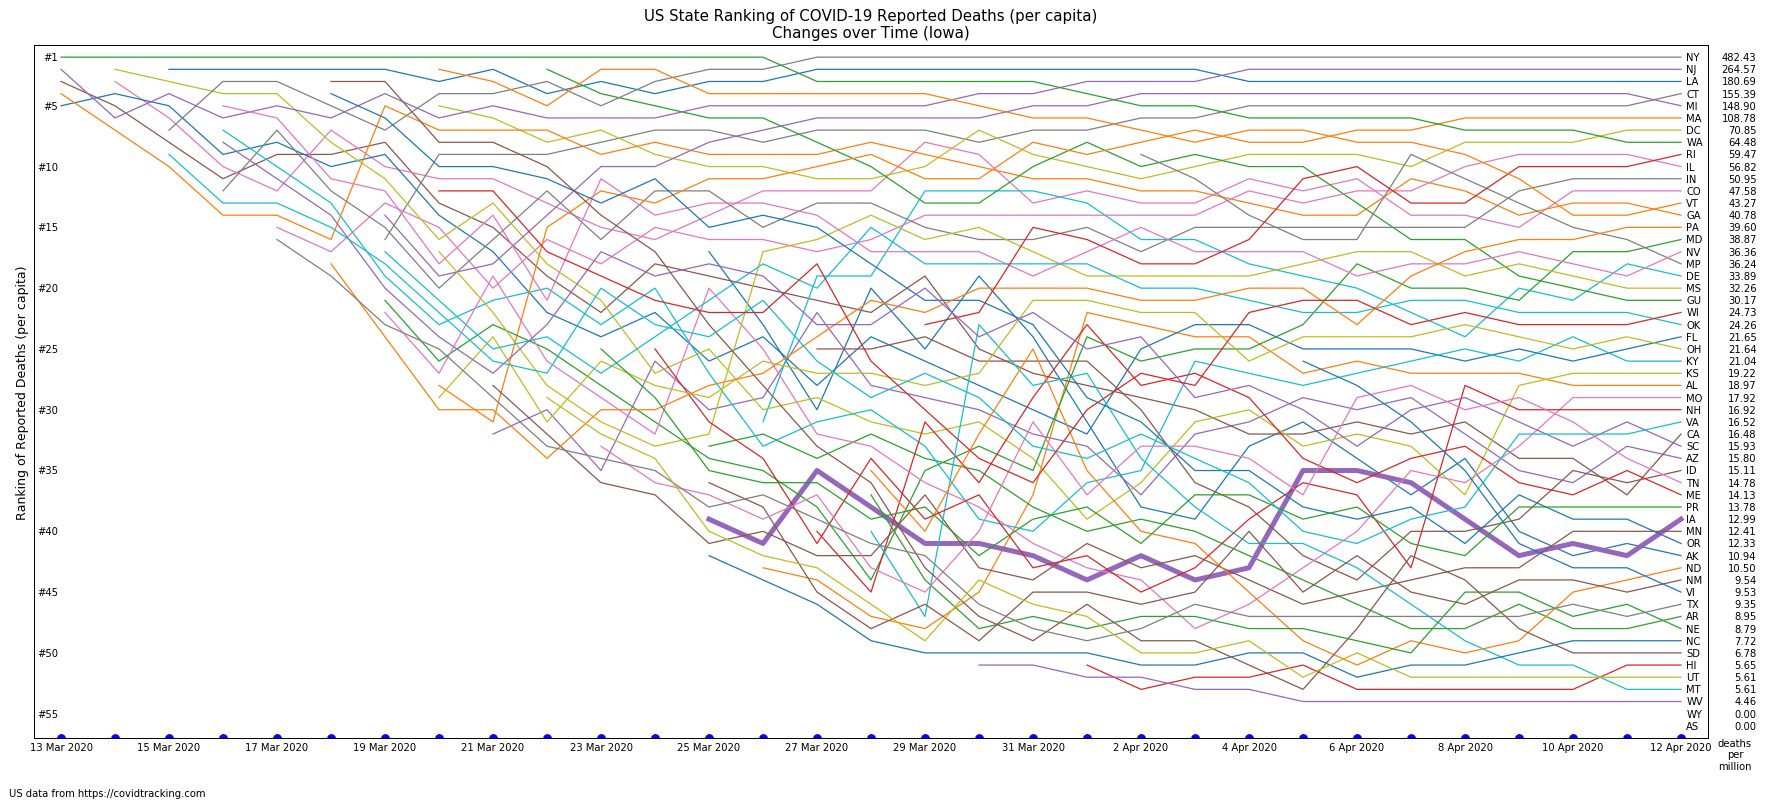 US State Ranking of COVID-19 Reported Deaths (per capita)
Changes over Time (Iowa)
Ranking of Reported Deaths (per capita)
#1
#5
#10
#15
#20
#25
#30
#35
#40
#45
#50
#55
NY 482.43
NJ 264.57
LA 180.69
CT 155.39
MI 148.90
MA 108.78
DC 70.85
WA 64.48
RI 59.47
IL 56.82
IN 50.95
CO 47.58
VT 43.27
GA 40.78
PA 39.60
MD 38.87
NV 36.36
MP 36.24
DE 33.89
MS 32.26
GU 30.17
WI 24.73
OK 24.26
FL 21.65
OH 21.64
KY 21.04
KS 19.22
AL 18.97
MO 17.92
NH 16.92
VA 16.52
CA 16.48
SC 15.93
AZ 15.80
ID 15.11
TN 14.78
ME 14.13
PR 13.78
IA 12.99
MN 12.41
OR 12.33
AK 10.94
ND 10.50
NM 9.54
VI 9.53
TX 9.35
AR 8.95
NE 8.79
NC 7.72
SD 6.78
HI 5.65
UT 5.61
MT 5.61
WV 4.46
WY 0.00
AS 0.00
13 Mar 2020 15 Mar 2020 17 Mar 2020 19 Mar 2020 21 Mar 2020 23 Mar 2020 25 Mar 2020 27 Mar 2020 29 Mar 2020 31 Mar 2020 2 Apr 2020 4 Apr 2020 6 Apr 2020 8 Apr 2020 10 Apr 2020 12 Apr 2020
deaths
per
million
US data from https://covidtracking.com